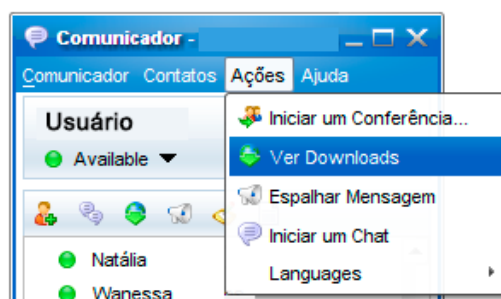 Comunicador -
Comunicador Contatos Ações Ajuda
Usuário
Available
Iniciar um Conferência...
Ver Downloads
Espalhar Mensagem
Iniciar um Chat
Languages
Natália
Wanessa